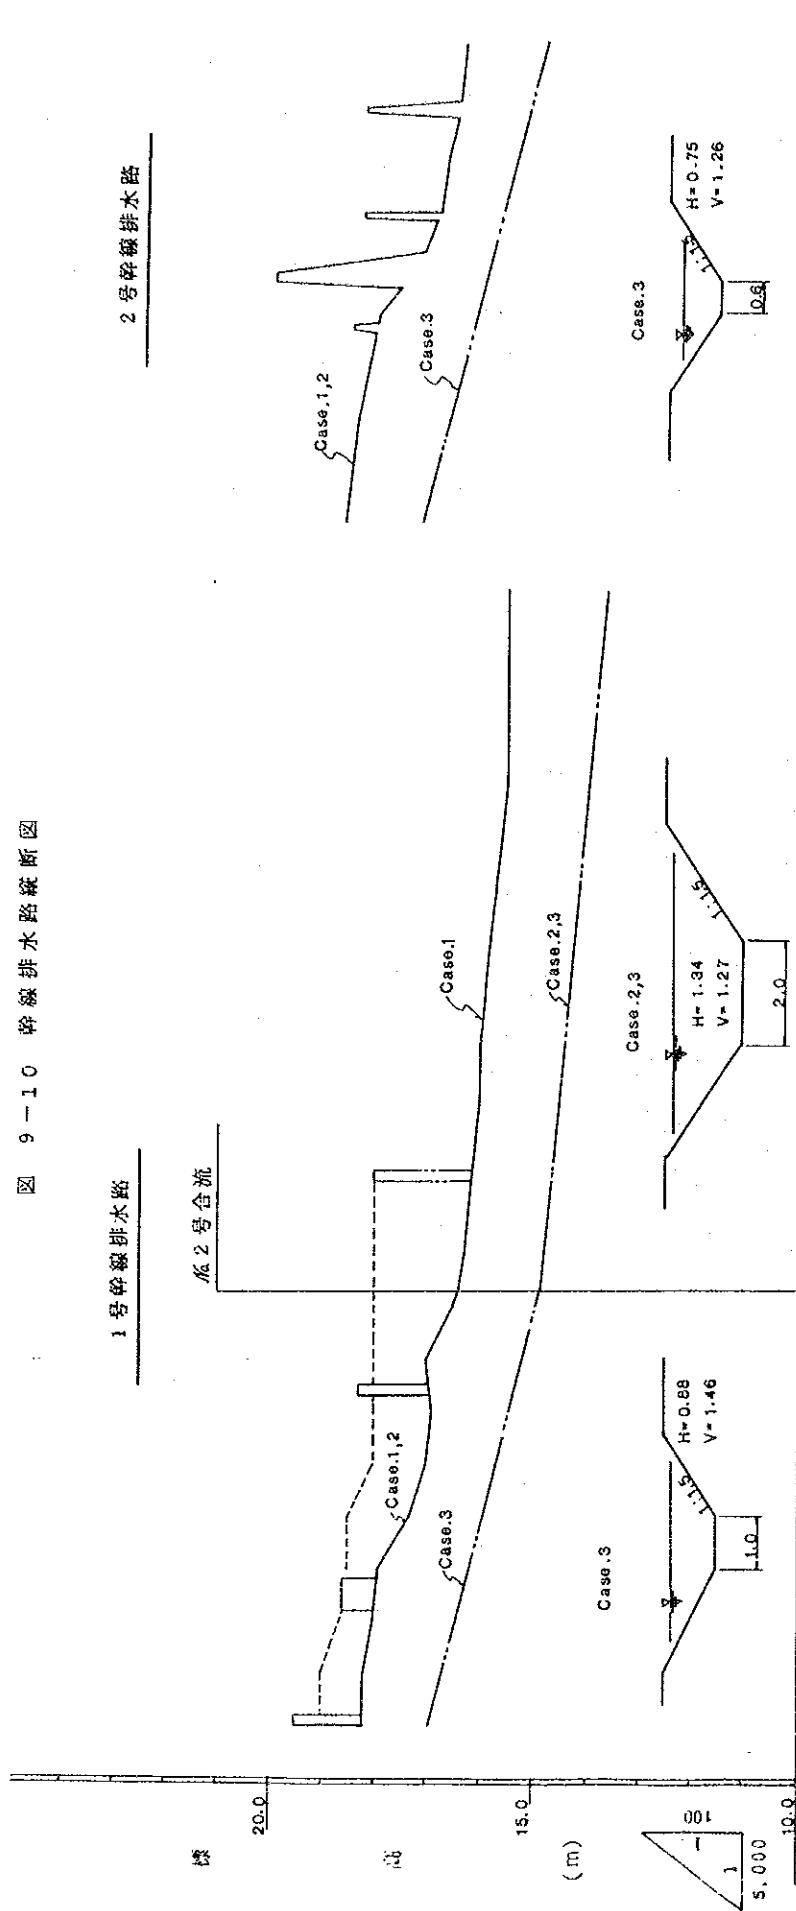 図 9-10 幹線排水路縦断図
1号幹線排水路
№2号合流
2号幹線排水路
標高
(m)
20.0
15.0
10.0
Case.1,2
Case.3
Case.1
Case.2,3
Case.1,2
Case.3
Case.3
H=0.88
V=1.46
1:1.5
1.0
Case.2,3
H=1.34
V=1.27
1:1.5
2.0
Case.3
H=0.75
V=1.26
1:1.5
0.6
1
100
1
5,000